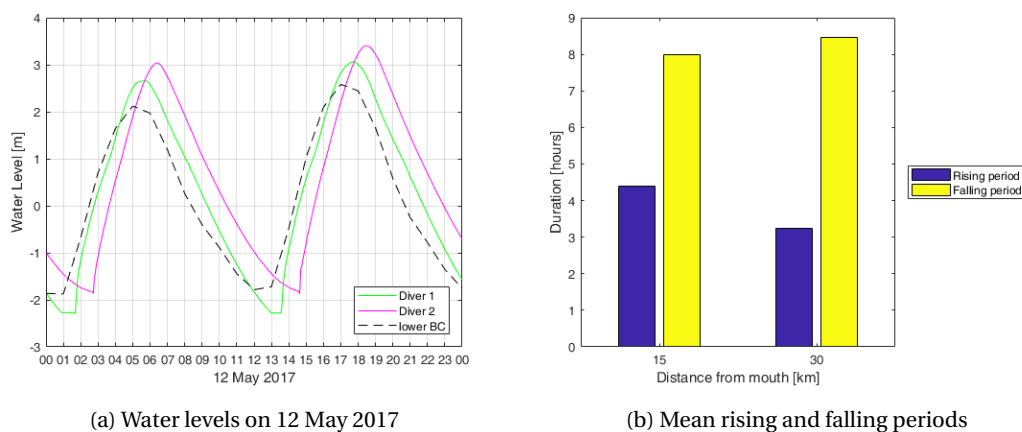 4
3
2
1
0
-1
-2
-3
Water Level [m]
00 01 02 03 04 05 06 07 08 09 10 11 12 13 14 15 16 17 18 19 20 21 22 23 00
12 May 2017
Diver 1
Diver 2
lower BC
(a) Water levels on 12 May 2017
9
8
7
6
5
4
3
2
1
0
Duration [hours]
15 30
Distance from mouth [km]
Rising period
Falling period
(b) Mean rising and falling periods